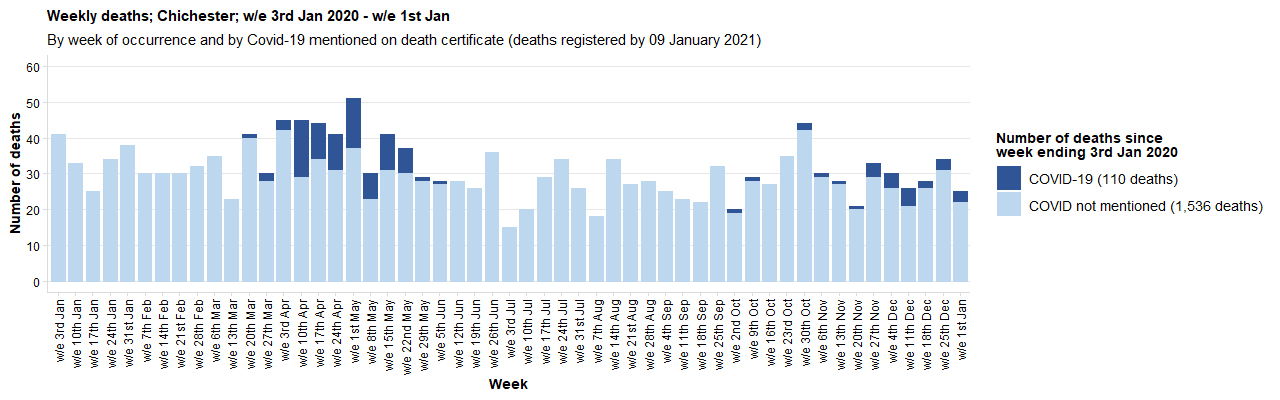 Weekly deaths; Chichester; w/e 3rd Jan 2020 - w/e 1st Jan
By week of occurrence and by Covid-19 mentioned on death certificate (deaths registered by 09 January 2021)
Number of deaths
60
50
40
30
20
10
0
w/e 3rd Jan
w/e 10th Jan
w/e 17th Jan
w/e 24th Jan
w/e 31st Jan
w/e 7th Feb
w/e 14th Feb
w/e 21st Feb
w/e 28th Feb
w/e 6th Mar
w/e 13th Mar
w/e 20th Mar
w/e 27th Mar
w/e 3rd Apr
w/e 10th Apr
w/e 17th Apr
w/e 24th Apr
w/e 1st May
w/e 8th May
w/e 15th May
w/e 22nd May
w/e 29th May
w/e 5th Jun
w/e 12th Jun
w/e 19th Jun
w/e 26th Jun
w/e 3rd Jul
w/e 10th Jul
w/e 17th Jul
w/e 24th Jul
w/e 31st Jul
w/e 7th Aug
w/e 14th Aug
w/e 21st Aug
w/e 28th Aug
w/e 4th Sep
w/e 11th Sep
w/e 18th Sep
w/e 25th Sep
w/e 2nd Oct
w/e 9th Oct
w/e 16th Oct
w/e 23rd Oct
w/e 30th Oct
w/e 6th Nov
w/e 13th Nov
w/e 20th Nov
w/e 27th Nov
w/e 4th Dec
w/e 11th Dec
w/e 18th Dec
w/e 25th Dec
w/e 1st Jan
Week
Number of deaths since
week ending 3rd Jan 2020
COVID-19 (110 deaths)
COVID not mentioned (1,536 deaths)